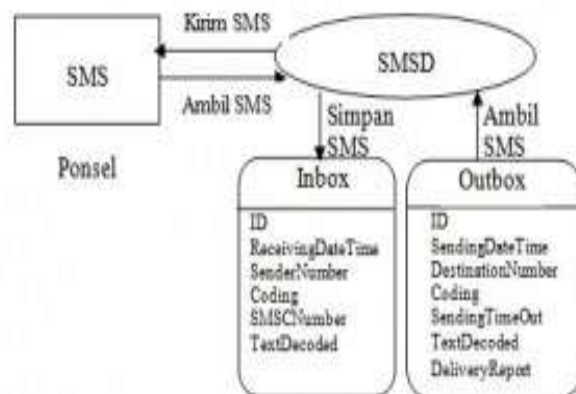 Kirim SMS
SMS
Ambil SMS
Ponsel
SMSD
Simpan
SMS
Ambil
SMS
Inbox
ID
ReceivingDateTime
SenderNumber
Coding
SMSCNumber
TextDecoded
Outbox
ID
SendingDateTime
DestinationNumber
Coding
SendingTimeOut
TextDecoded
DeliveryReport